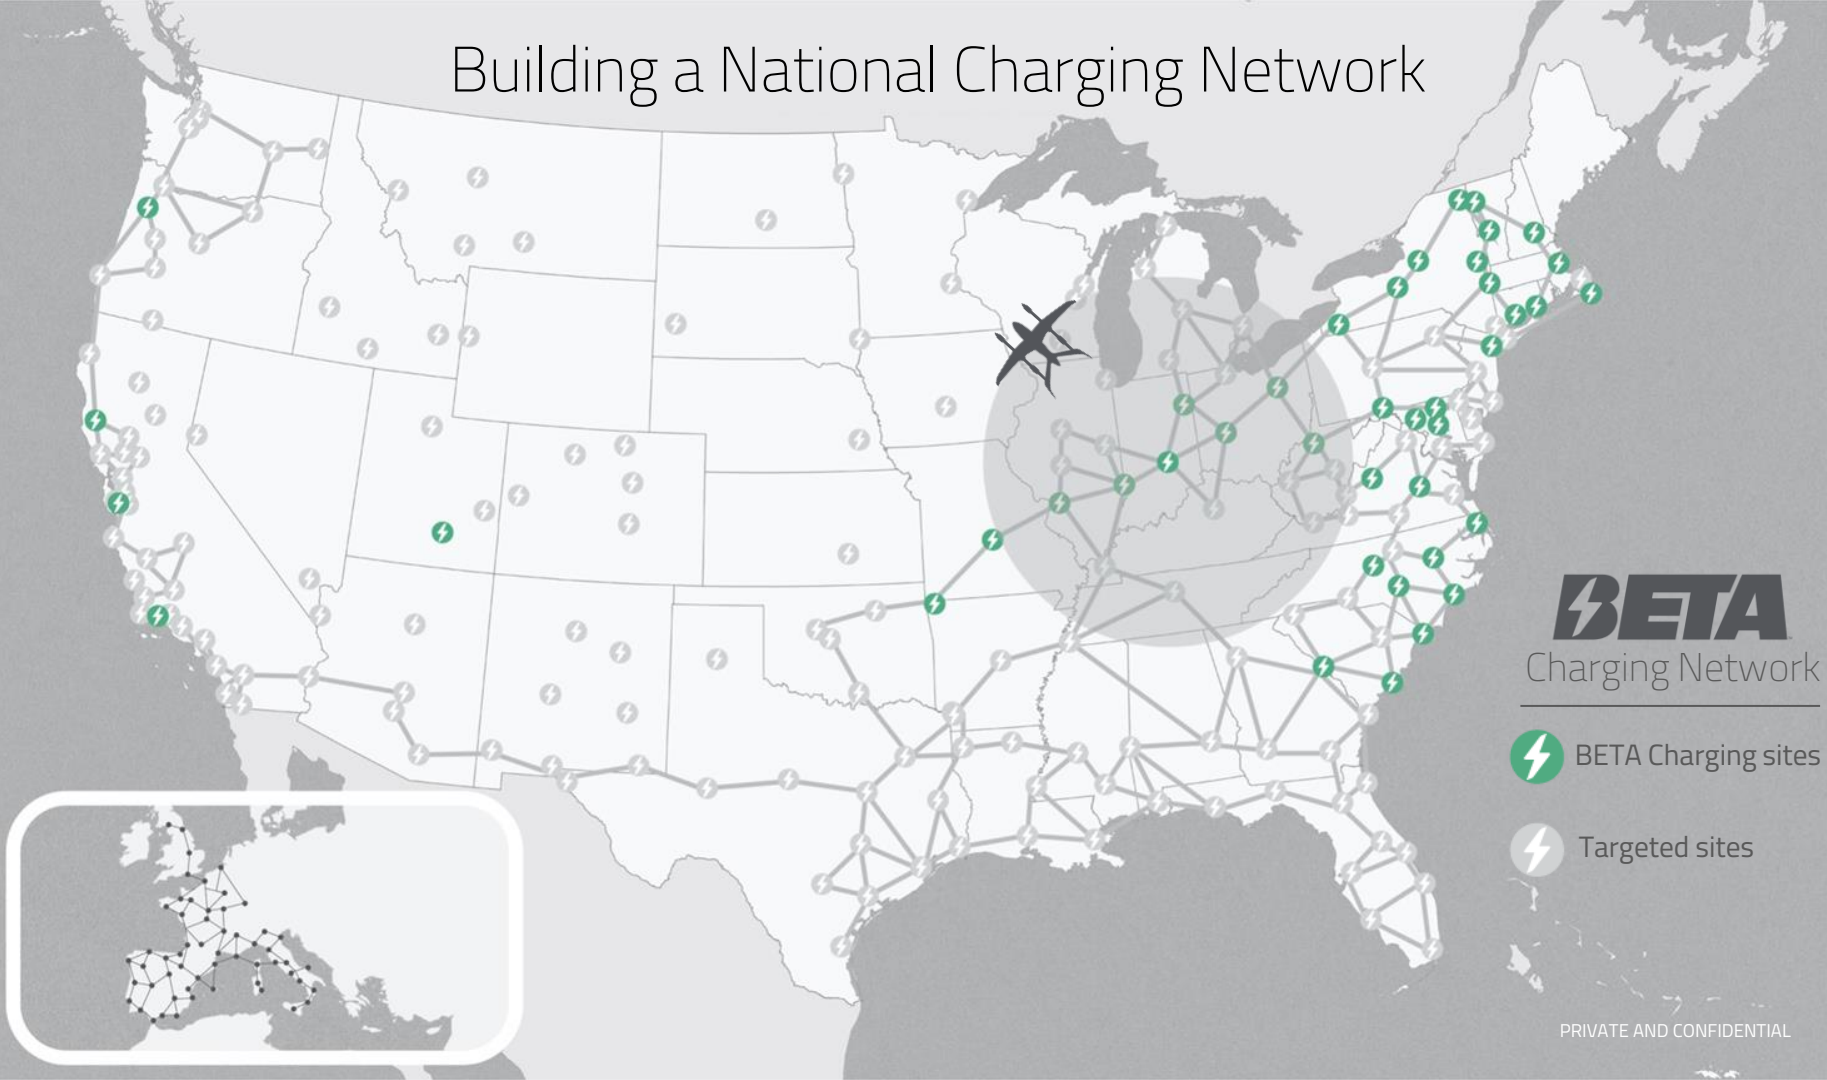 Building a National Charging Network
BETA
Charging Network
BETA Charging sites
Targeted sites
PRIVATE AND CONFIDENTIAL